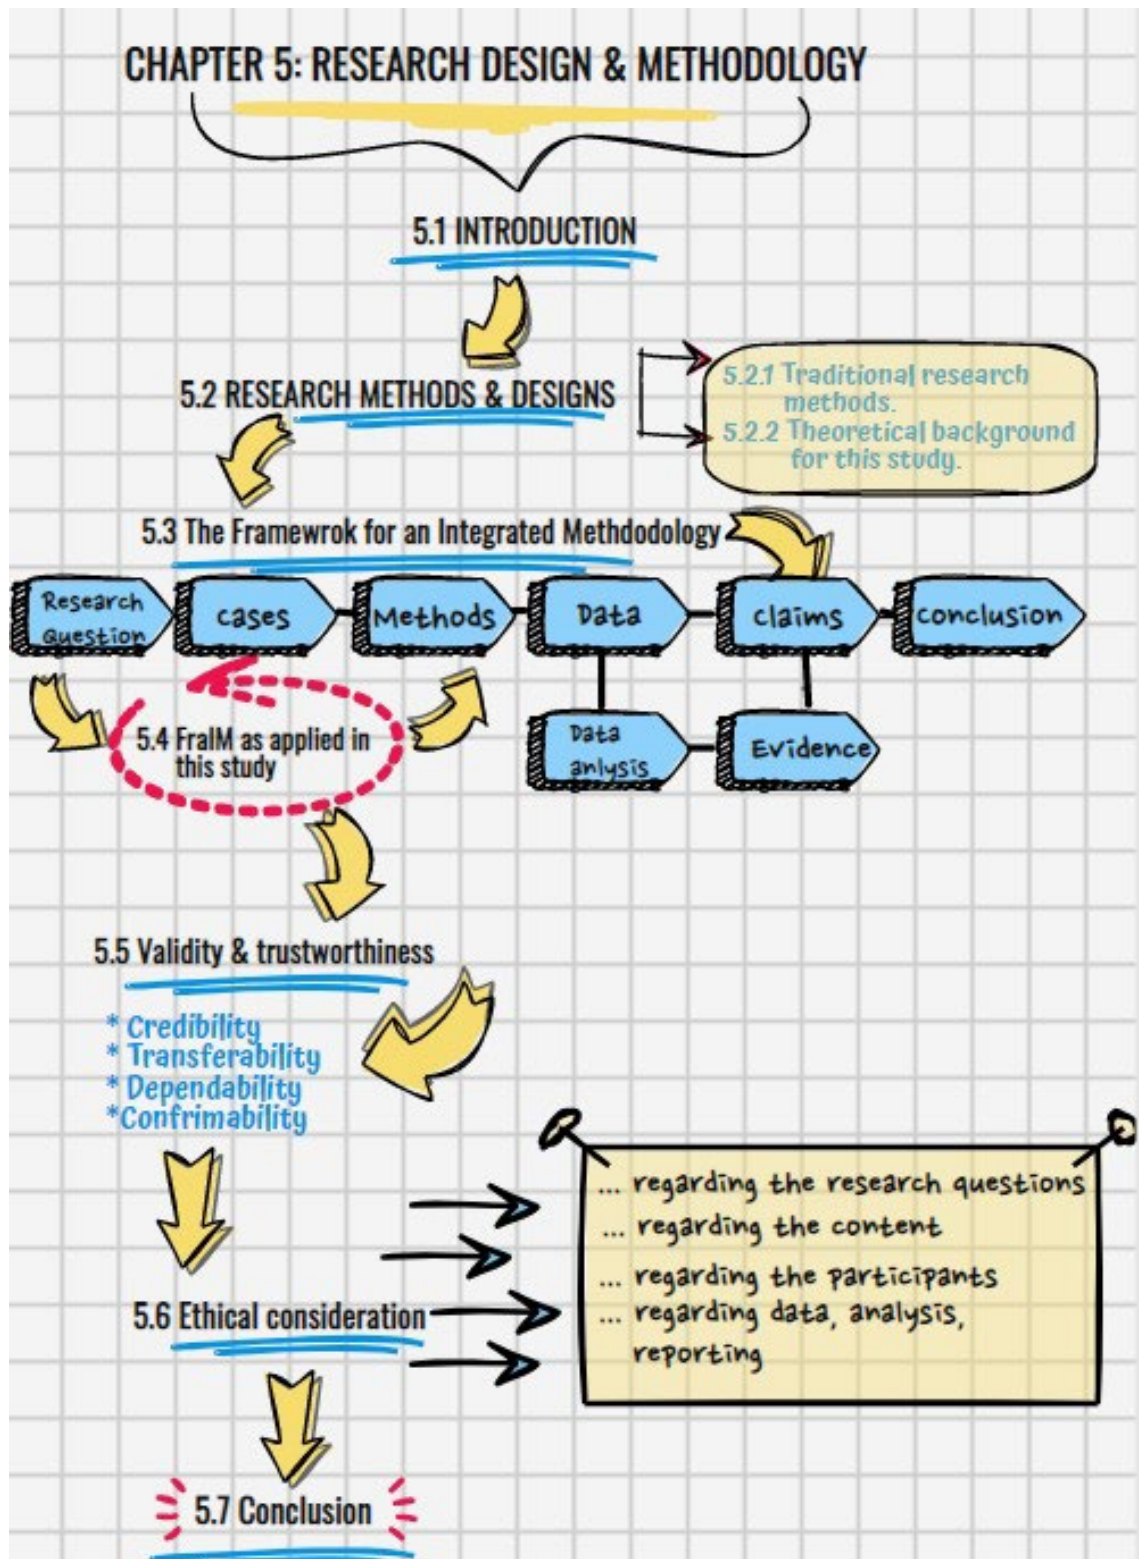 CHAPTER 5: RESEARCH DESIGN & METHODOLOGY
5.1 INTRODUCTION
5.2 RESEARCH METHODS & DESIGNS
5.2.1 Traditional research
methods.
5.2.2 Theoretical background
for this study.
5.3 The Framewrok for an Integrated Methdodology
Research
Question
cases
Methods
Data
claims
conclusion
5.4 FraIM as applied in
this study
Data
anlysis
Evidence
5.5 Validity & trustworthiness
* Credibility
* Transferability
* Dependability
*Confrimability
... regarding the research questions
... regarding the content
... regarding the participants
... regarding data, analysis,
reporting
5.6 Ethical consideration
5.7 Conclusion